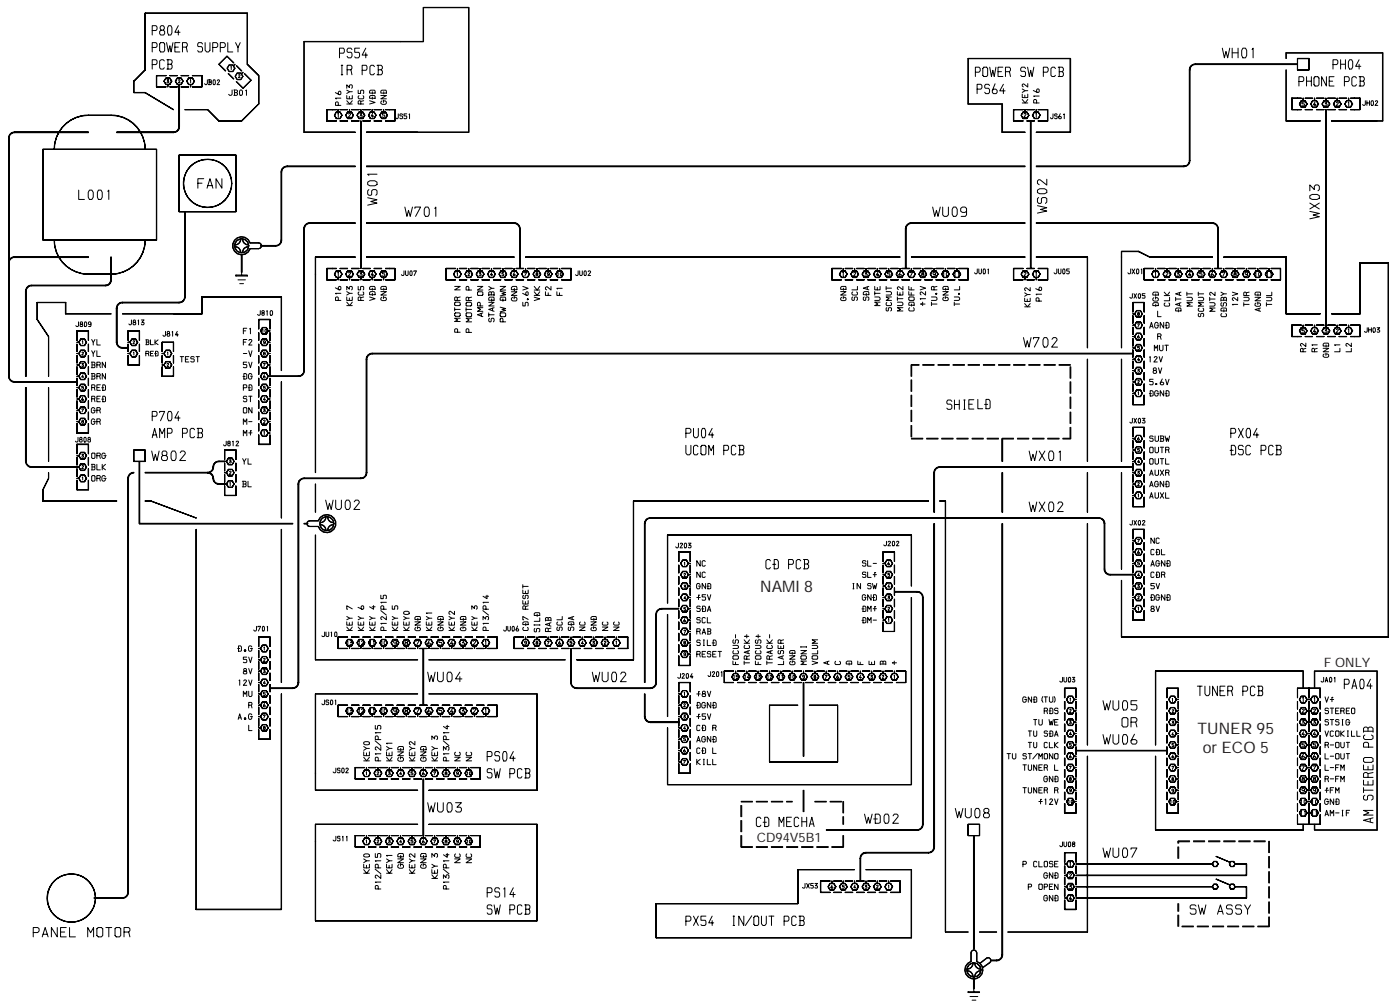 P804
POWER SUPPLY
PCB
JB02
JB01
L001
FAN
PS54
IR PCB
P16
KEY3
RC5
VDD
GND
JS51
WS01
W701
POWER SW PCB
PS64
KEY2
P16
JS61
WS02
WU09
WH01
PH04
PHONE PCB
JH02
WX03
P16
KEY3
RC5
VDD
GND
JU07
P MOTOR N
P MOTOR P
AMP ON
STANDBY
POW DWN
GND
5.6V
VKK
F2
F1
JU02
GND
SCL
SDA
MUTE
SCMUT
MUTE2
CDOFF
+12V
TU.R
GND
TU.L
JU01
KEY2
P16
JU05
JX01
DGD
CLK
DATA
MUT
SCMUT
MUT2
CDSBY
12V
TUR
AGND
TUL
JX05
L
AGND
R
MUT
12V
8V
5.6V
DGND
JH03
R2
R1
GND
L1
L2
J809
YL
YL
BRN
BRN
RED
RED
GR
GR
J813
BLK
RED
J814
TEST
J810
F1
F2
-V
5V
DG
PD
ST
ON
M-
M+
P704
AMP PCB
J808
ORG
BLK
ORG
W802
J812
YL
BL
WU02
W702
SHIELD
PU04
UCOM PCB
WX01
WX02
PX04
DSC PCB
JX03
SUBW
OUTR
OUTL
AUXR
AGND
AUXL
JX02
NC
CDL
AGND
CDR
5V
DGND
8V
J203
NC
NC
GND
+5V
SDA
SCL
RAB
SILD
RESET
CD PCB
NAMI 8
J202
SL-
SL+
IN SW
GND
DM+
DM-
FOCUS-
TRACK+
FOCUS+
TRACK-
LASER
GND
MONI
VOLUM
A
C
D
F
E
B
+
J201
J204
+8V
DGND
+5V
CD R
AGND
CD L
KILL
KEY 7
KEY 6
KEY 4
P12/P15
KEY 5
KEY0
GND
KEY1
GND
KEY2
GND
KEY 3
P13/P14
JU10
CD7 RESET
SILD
RAB
SCL
SDA
NC
GND
NC
NC
JU06
WU04
WU02
J701
D.G
5V
8V
12V
MU
R
A.G
L
JS01
KEY0
P12/P15
KEY1
GND
KEY2
GND
KEY 3
P13/P14
NC
NC
JS02
PS04
SW PCB
WU03
JS11
KEY0
P12/P15
KEY1
GND
KEY2
GND
KEY 3
P13/P14
NC
NC
PS14
SW PCB
PANEL MOTOR
CD MECHA
CD94V5B1
WD02
WU08
JX53
PX54 IN/OUT PCB
JU03
GND(TU)
RDS
TU WE
TU SDA
TU CLK
TU ST/MONO
TUNER L
GND
TUNER R
+12V
WU05
OR
WU06
TUNER PCB
TUNER 95
or ECO 5
F ONLY
JA01
PA04
V+
STEREO
STSIG
VCOKILL
R-OUT
L-OUT
L-FM
R-FM
+FM
GND
AM-IF
AM STEREO PCB
JU08
P CLOSE
GND
P OPEN
GND
WU07
SW ASSY